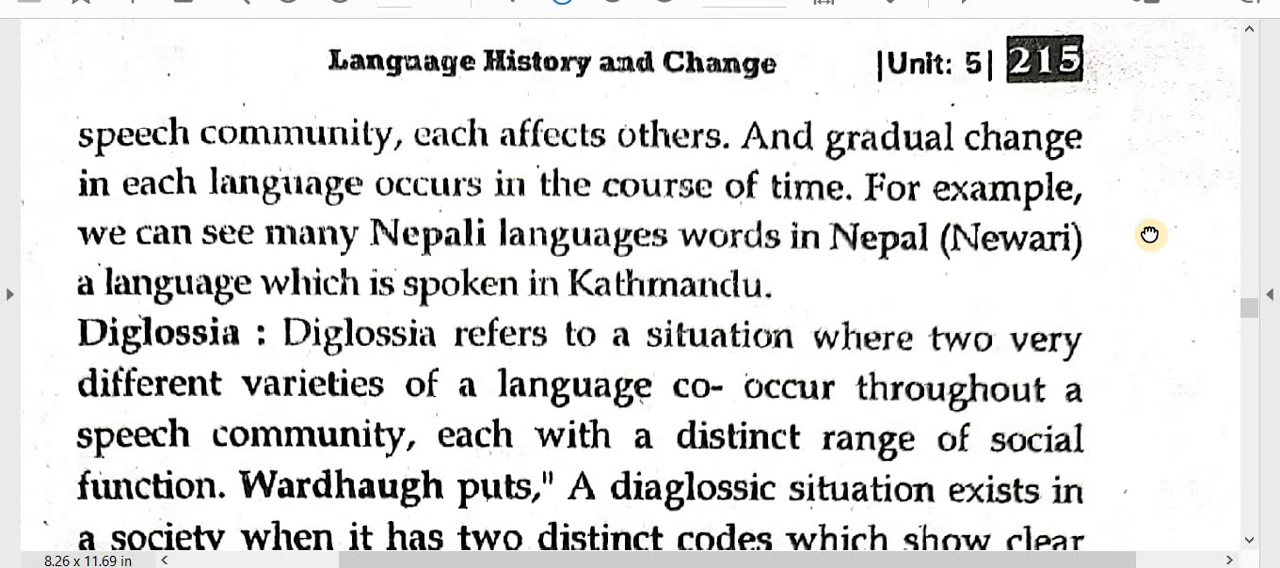 Language History and Change |Unit: 5| 215
speech community, each affects others. And gradual change
in each language occurs in the course of time. For example,
we can see many Nepali languages words in Nepal (Newari)
a language which is spoken in Kathmandu.
Diglossia : Diglossia refers to a situation where two very
different varieties of a language co- occur throughout a
speech community, each with a distinct range of social
function. Wardhaugh puts," A diaglossic situation exists in
a society when it has two distinct codes which show clear
8.26 x 11.69 in